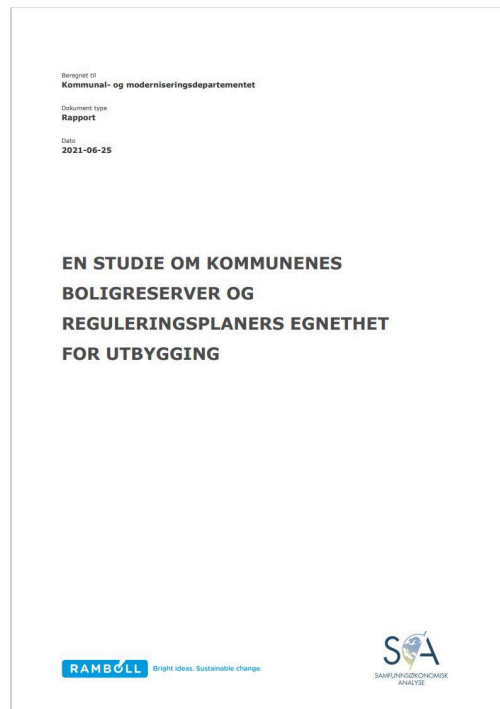 Beregnet til
Kommunal- og moderniseringsdepartementet
Dokument type
Rapport
Dato
2021-06-25
EN STUDIE OM KOMMUNENES
BOLIGRESERVER OG
REGULERINGSPLANERS EGNETHET
FOR UTBYGGING
RAMBOLL Bright ideas. Sustainable change.
SØA
SAMFUNNSØKONOMISK
ANALYSE